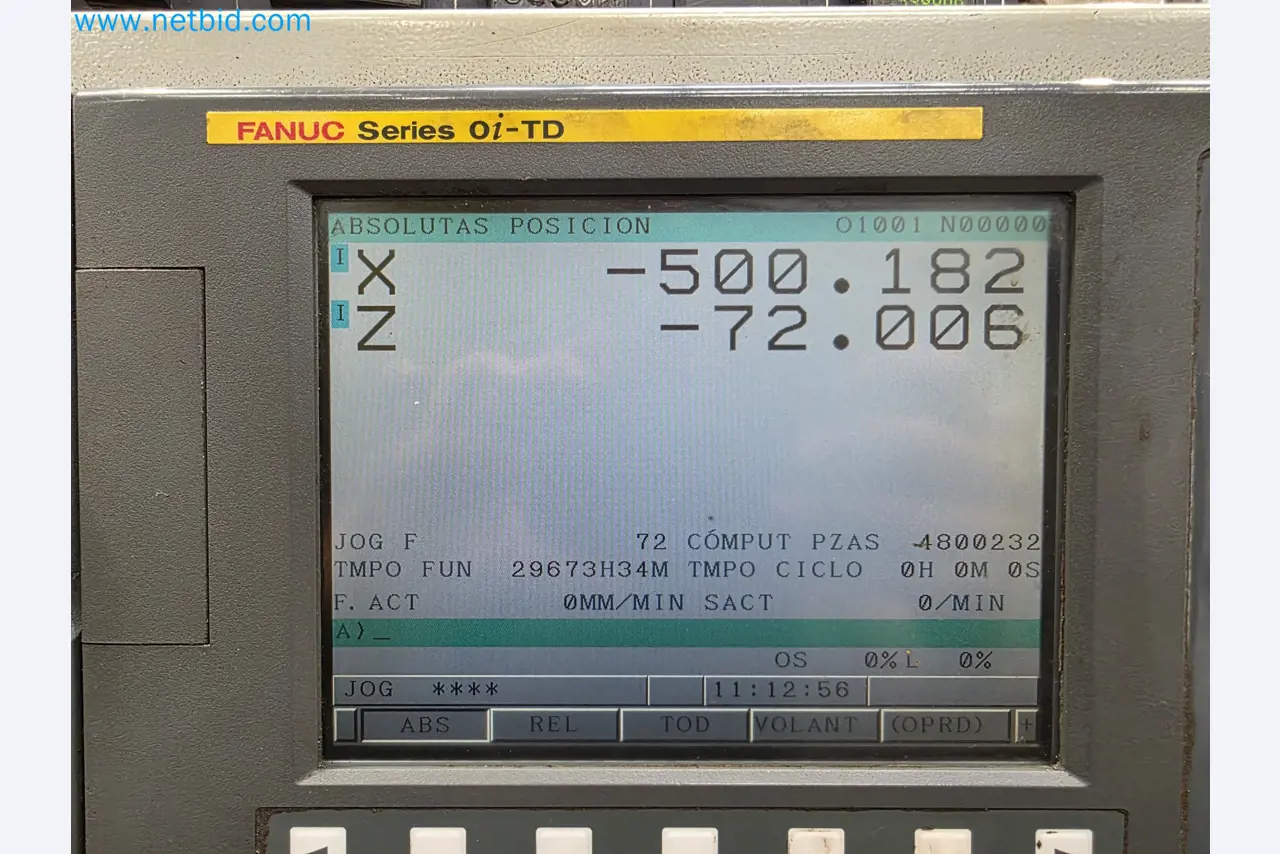 www.netbid.com
FANUC Series 0i-TD
ABSOLUTAS POSICION O1001 N00000
I X -500.182
I Z -72.006
JOG F 72 CÓMPUT PZAS 4800232
TMPO FUN 29673H34M TMPO CICLO 0H 0M 0S
F. ACT 0MM/MIN SACT 0/MIN
A)_
OS 0% L 0%
JOG **** 11:12:56
ABS REL TOD VOLANT (OPRD) +